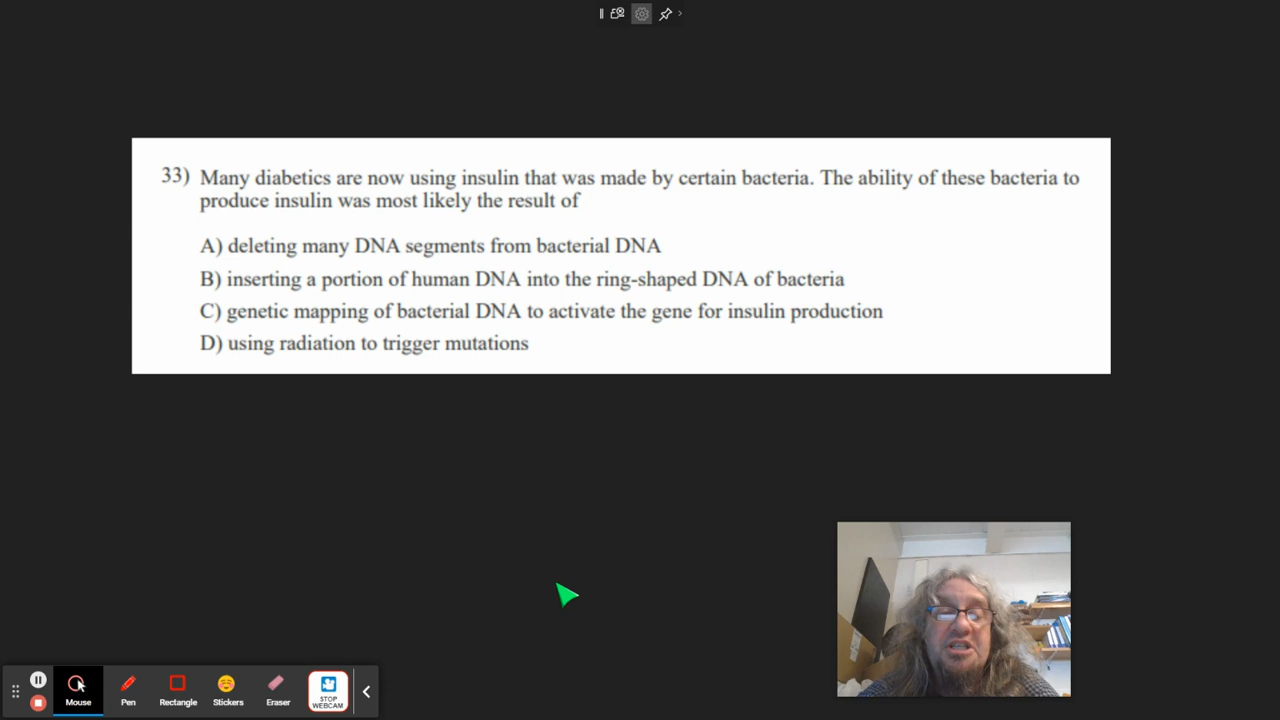 33) Many diabetics are now using insulin that was made by certain bacteria. The ability of these bacteria to
produce insulin was most likely the result of
A) deleting many DNA segments from bacterial DNA
B) inserting a portion of human DNA into the ring-shaped DNA of bacteria
C) genetic mapping of bacterial DNA to activate the gene for insulin production
D) using radiation to trigger mutations
Mouse
Pen
Rectangle
Stickers
Eraser
STOP
WEBCAM